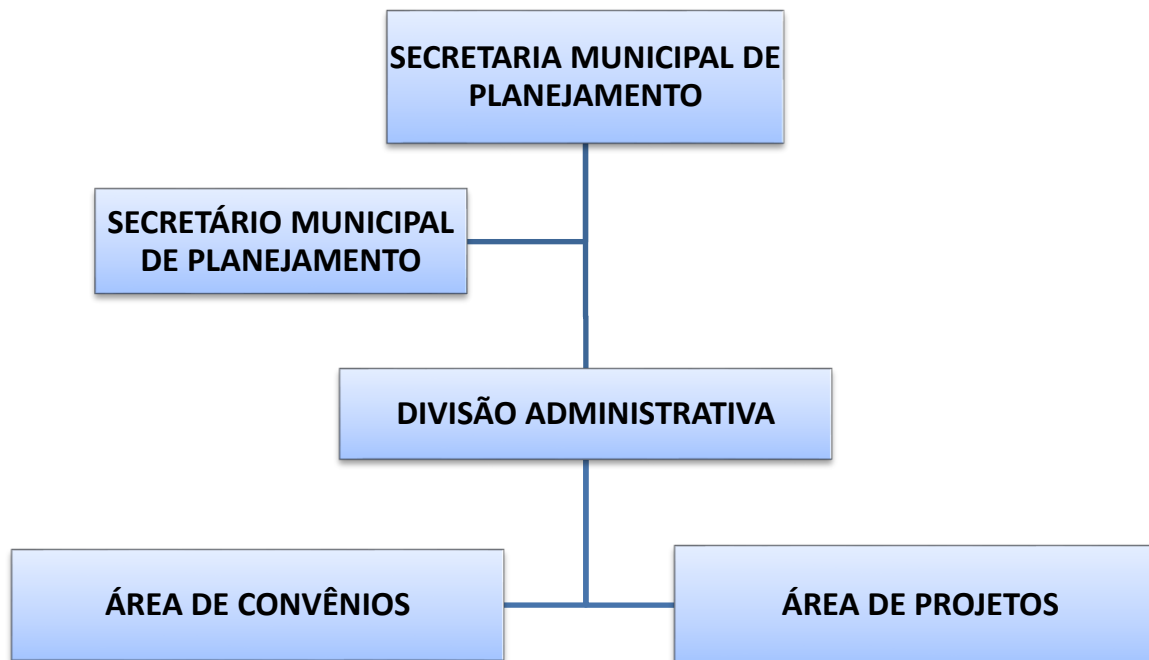 SECRETARIA MUNICIPAL DE
PLANEJAMENTO
SECRETÁRIO MUNICIPAL
DE PLANEJAMENTO
DIVISÃO ADMINISTRATIVA
ÁREA DE CONVÊNIOS
ÁREA DE PROJETOS